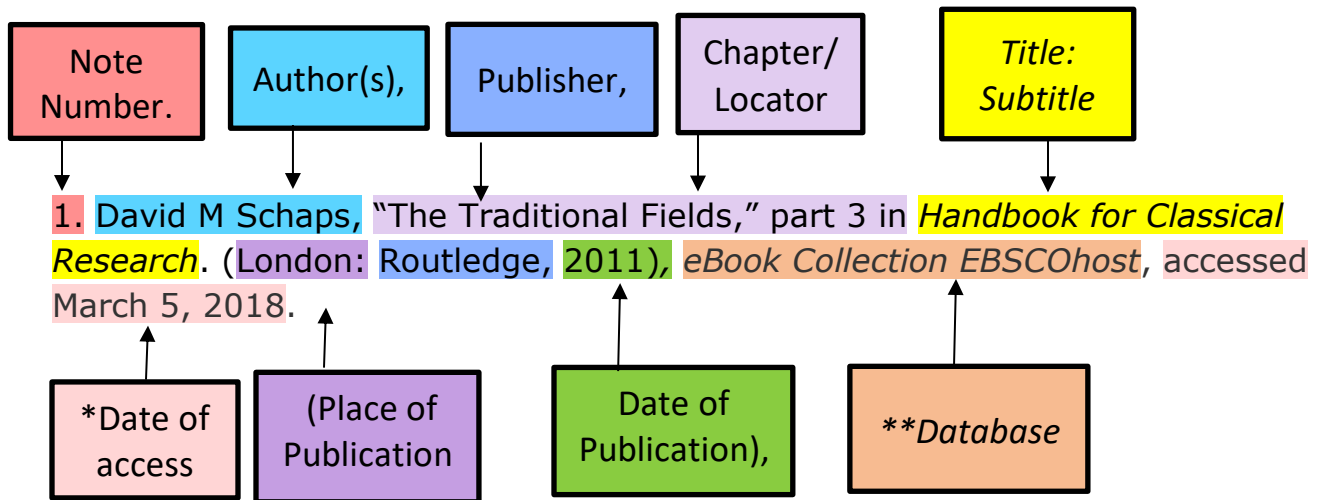 Note
Number.
Author(s),
Publisher,
Chapter/
Locator
Title:
Subtitle
1. David M Schaps, “The Traditional Fields,” part 3 in Handbook for Classical
Research. (London: Routledge, 2011), eBook Collection EBSCOhost, accessed
March 5, 2018.
*Date of
access
(Place of
Publication
Date of
Publication),
**Database